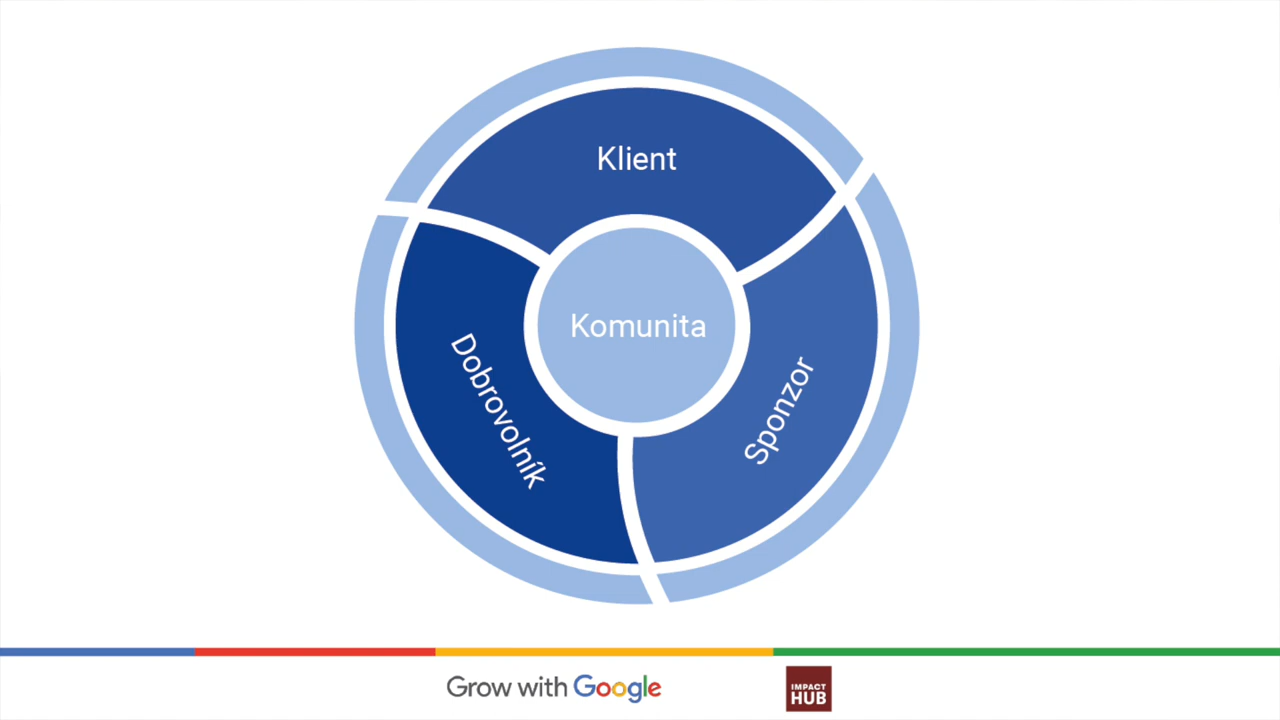 Klient
Komunita
Dobrovolník
Sponzor
Grow with Google
IMPACT
HUB